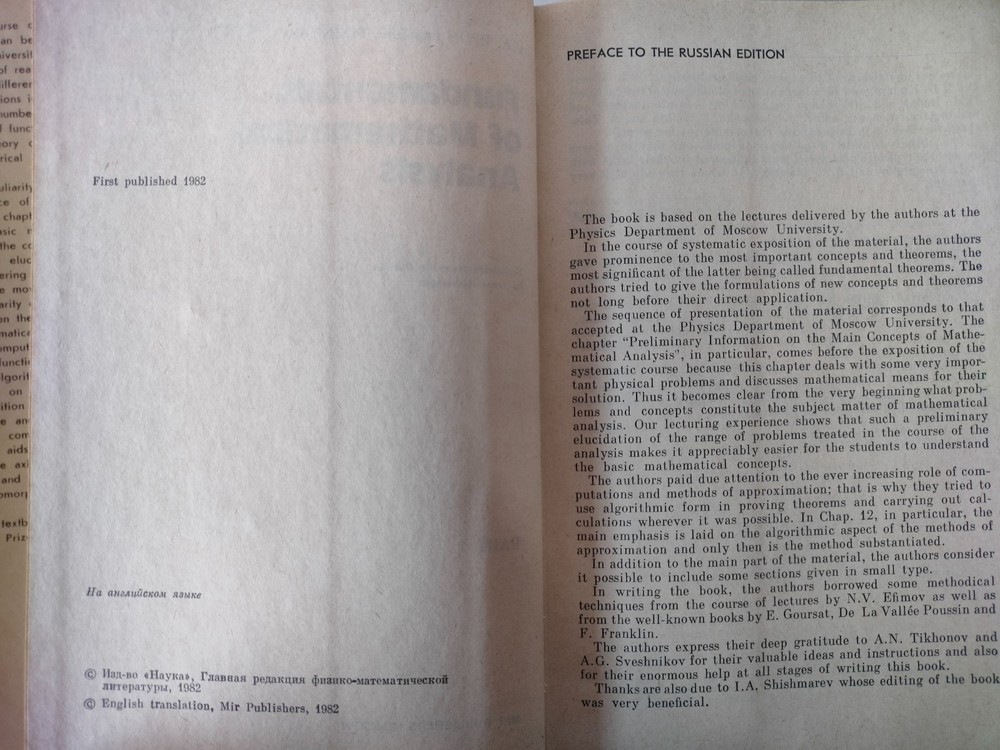 First published 1982
На английском языке
© Изд-во «Наука», Главная редакция физико-математической
литературы, 1982
© English translation, Mir Publishers, 1982
PREFACE TO THE RUSSIAN EDITION
The book is based on the lectures delivered by the authors at the
Physics Department of Moscow University.
In the course of systematic exposition of the material, the authors
gave prominence to the most important concepts and theorems, the
most significant of the latter being called fundamental theorems. The
authors tried to give the formulations of new concepts and theorems
not long before their direct application.
The sequence of presentation of the material corresponds to that
accepted at the Physics Department of Moscow University. The
chapter “Preliminary Information on the Main Concepts of Mathe-
matical Analysis”, in particular, comes before the exposition of the
systematic course because this chapter deals with some very impor-
tant physical problems and discusses mathematical means for their
solution. Thus it becomes clear from the very beginning what prob-
lems and concepts constitute the subject matter of mathematical
analysis. Our lecturing experience shows that such a preliminary
elucidation of the range of problems treated in the course of the
analysis makes it appreciably easier for the students to understand
the basic mathematical concepts.
The authors paid due attention to the ever increasing role of com-
putations and methods of approximation; that is why they tried to
use algorithmic form in proving theorems and carrying out cal-
culations wherever it was possible. In Chap. 12, in particular, the
main emphasis is laid on the algorithmic aspect of the methods of
approximation and only then is the method substantiated.
In addition to the main part of the material, the authors consider
it possible to include some sections given in small type.
In writing the book, the authors borrowed some methodical
techniques from the course of lectures by N.V. Efimov as well as
from the well-known books by E. Goursat, De La Vallée Poussin and
F. Franklin.
The authors express their deep gratitude to A.N. Tikhonov and
A.G. Sveshnikov for their valuable ideas and instructions and also
for their enormous help at all stages of writing this book.
Thanks are also due to I.A. Shishmarev whose editing of the book
was very beneficial.